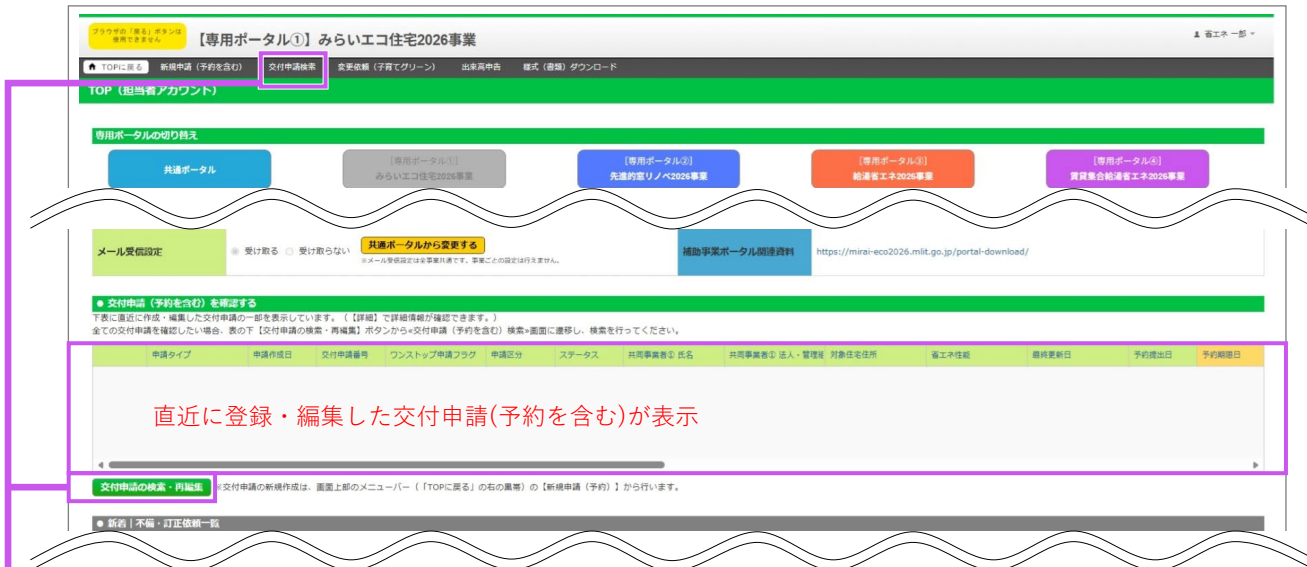 ブラウザの「戻る」ボタンは
使用できません
【専用ポータル①】みらいエコ住宅2026事業
省エネ 一郎
TOPに戻る 新規申請（予約を含む） 交付申請検索 変更依頼（子育てグリーン） 出来高申告 様式（書類）ダウンロード
TOP（担当者アカウント）
専用ポータルの切り替え
共通ポータル
［専用ポータル①］
みらいエコ住宅2026事業
［専用ポータル②］
先進的窓リノベ2026事業
［専用ポータル③］
給湯省エネ2026事業
［専用ポータル④］
賃貸集合給湯省エネ2026事業
メール受信設定 受け取る 受け取らない 共通ポータルから変更する
※メール受信設定は全事業共通です。事業ごとの設定は行えません。
補助事業ポータル関連資料 https://mirai-eco2026.mlit.go.jp/portal-download/
● 交付申請（予約を含む）を確認する
下表に直近に作成・編集した交付申請の一部を表示しています。（【詳細】で詳細情報が確認できます。）
全ての交付申請を確認したい場合、表の下【交付申請の検索・再編集】ボタンから«交付申請（予約を含む）検索»画面に遷移し、検索を行ってください。
申請タイプ 申請作成日 交付申請番号 ワンストップ申請フラグ 申請区分 ステータス 共同事業者① 氏名 共同事業者① 法人・管理組 対象住宅住所 省エネ性能 最終更新日 予約提出日 予約期限日
直近に登録・編集した交付申請(予約を含む)が表示
交付申請の検索・再編集 ※交付申請の新規作成は、画面上部のメニューバー（「TOPに戻る」の右の黒帯）の【新規申請（予約）】から行います。
● 新着｜不備・訂正依頼一覧